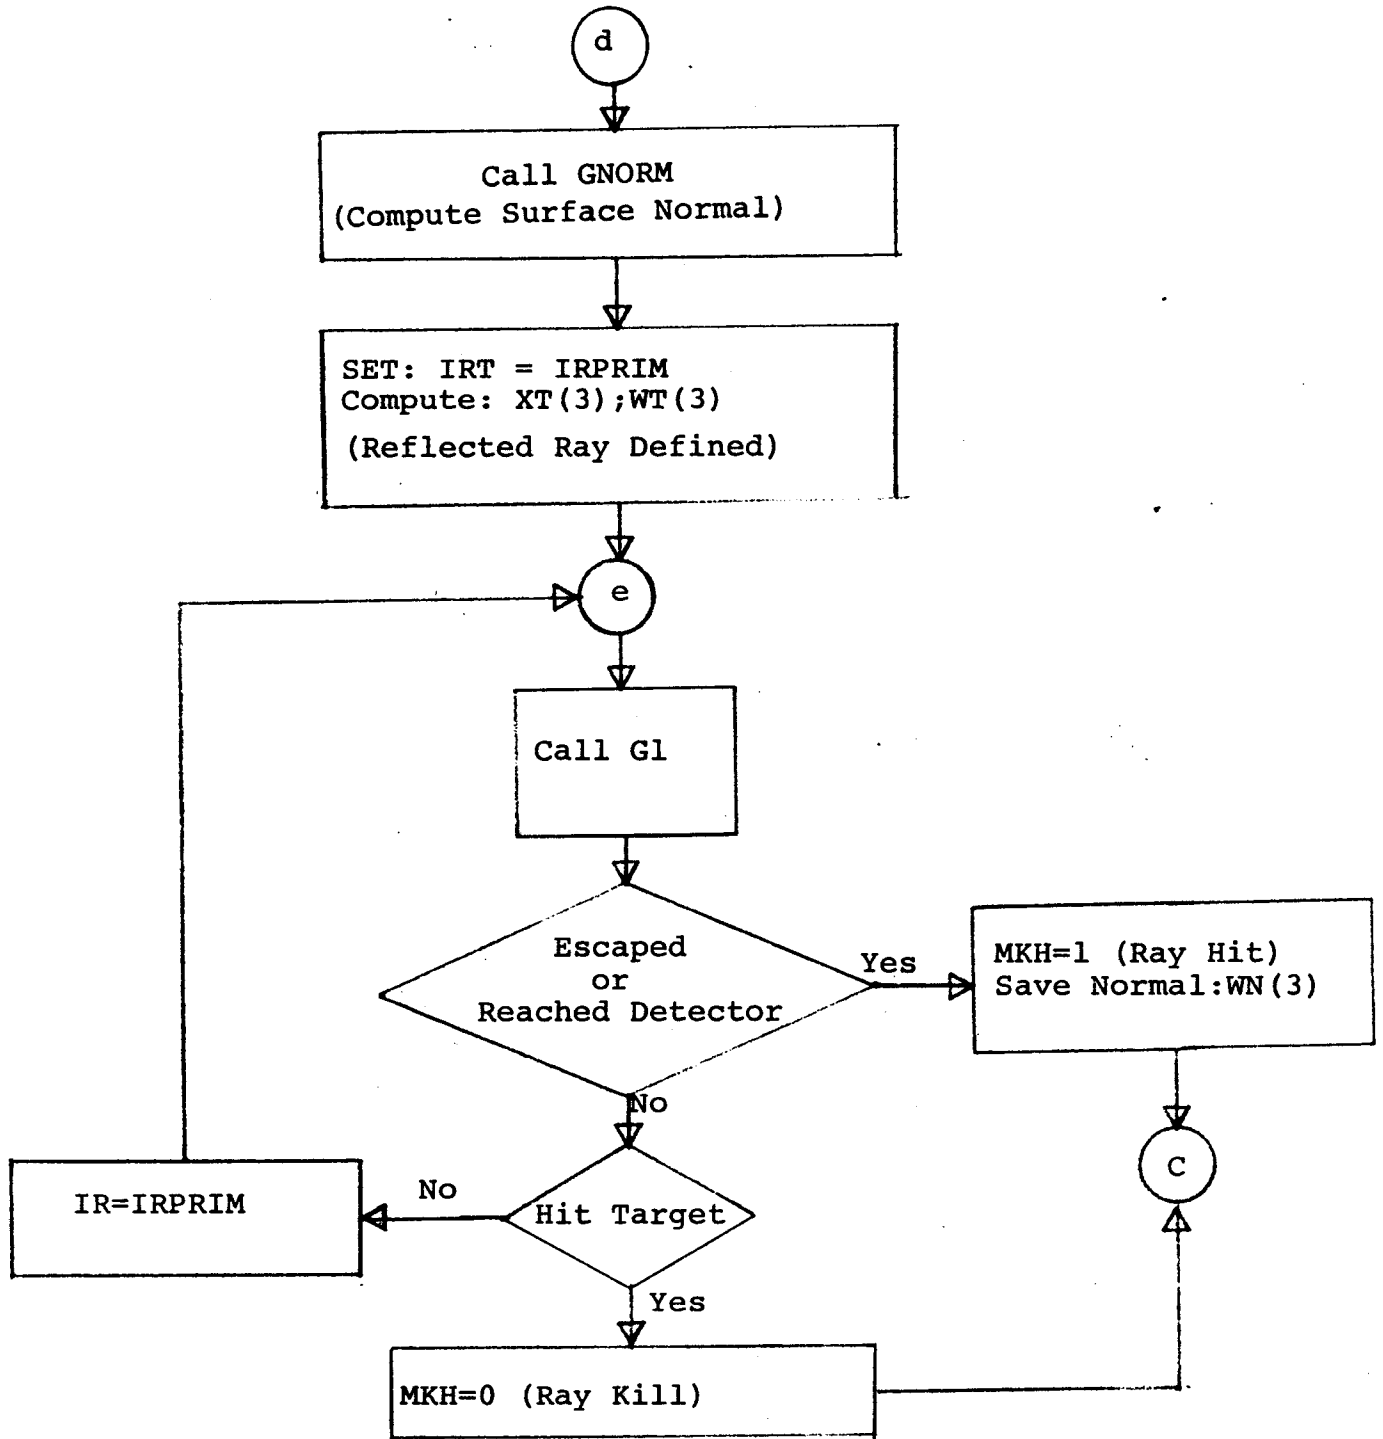 d
Call GNORM
(Compute Surface Normal)
SET: IRT = IRPRIM
Compute: XT(3);WT(3)
(Reflected Ray Defined)
e
Call G1
Escaped
or
Reached Detector
Yes
MKH=1 (Ray Hit)
Save Normal:WN(3)
No
C
IR=IRPRIM
No
Hit Target
Yes
MKH=0 (Ray Kill)